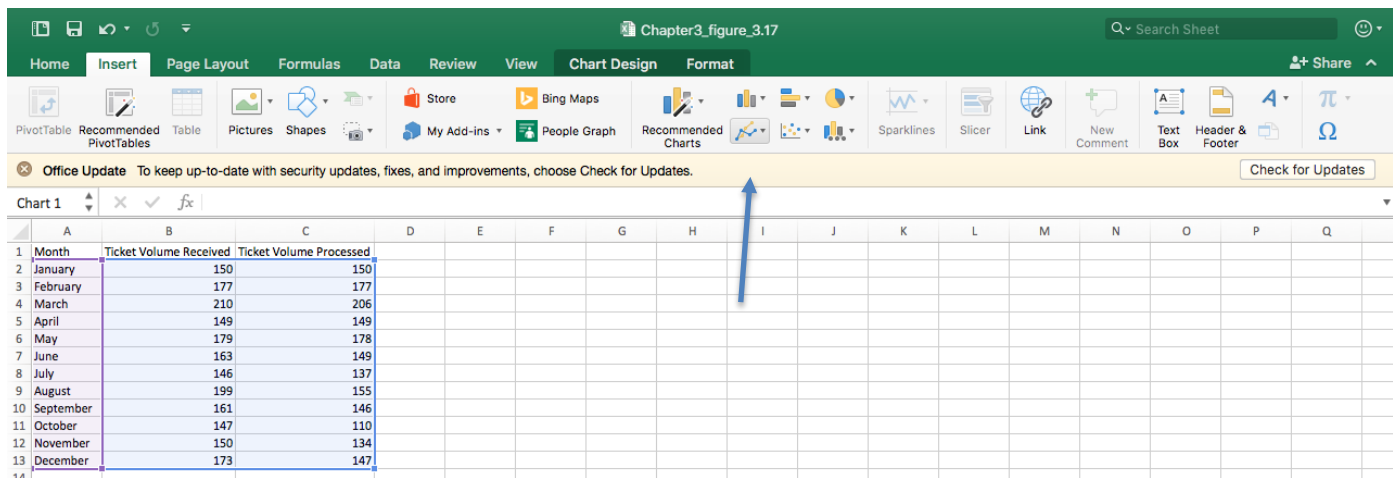 Chapter3_figure_3.17
Search Sheet
Home Insert Page Layout Formulas Data Review View Chart Design Format Share
PivotTable Recommended PivotTables Table Pictures Shapes Store My Add-ins Bing Maps People Graph Recommended Charts Sparklines Slicer Link New Comment Text Box Header & Footer A π Ω
Office Update To keep up-to-date with security updates, fixes, and improvements, choose Check for Updates. Check for Updates
Chart 1 fx
A B C D E F G H I J K L M N O P Q
1 Month Ticket Volume Received Ticket Volume Processed
2 January 150 150
3 February 177 177
4 March 210 206
5 April 149 149
6 May 179 178
7 June 163 149
8 July 146 137
9 August 199 155
10 September 161 146
11 October 147 110
12 November 150 134
13 December 173 147
14